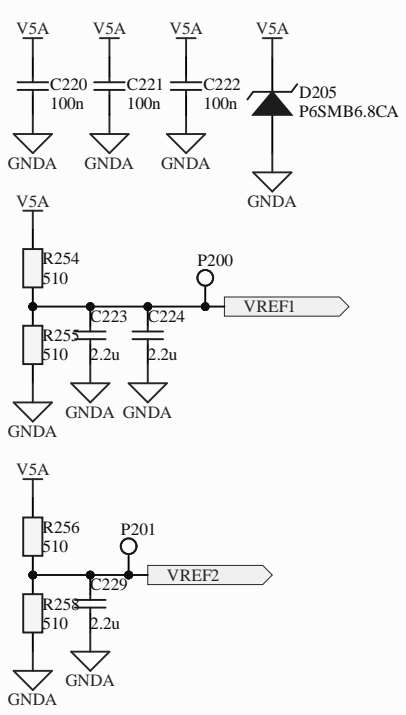 V5A V5A V5A V5A
C220 C221 C222 D205
100n 100n 100n P6SMB6.8CA
GNDA GNDA GNDA GNDA
V5A
R254 P200
510
C223 C224 VREF1
R255
510 2.2u 2.2u
GNDA GNDA
GNDA
V5A
R256 P201
510
C229 VREF2
R258
510 2.2u
GNDA
GNDA